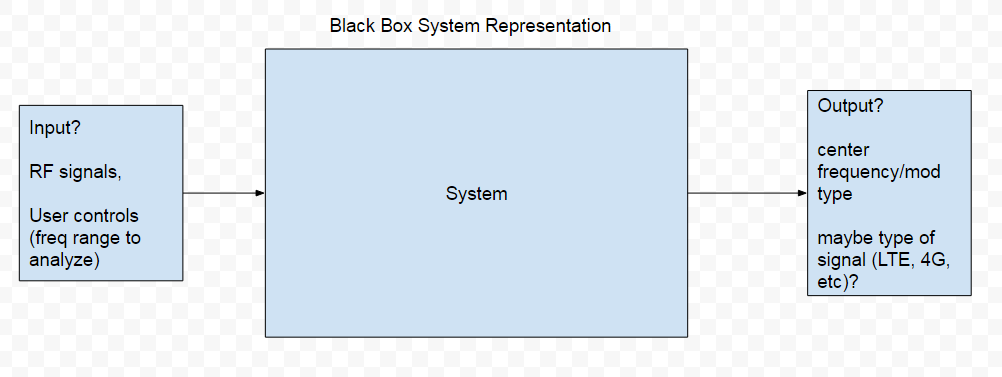 Black Box System Representation
Input?
RF signals,
User controls
(freq range to
analyze)
System
Output?
center
frequency/mod
type
maybe type of
signal (LTE, 4G,
etc)?